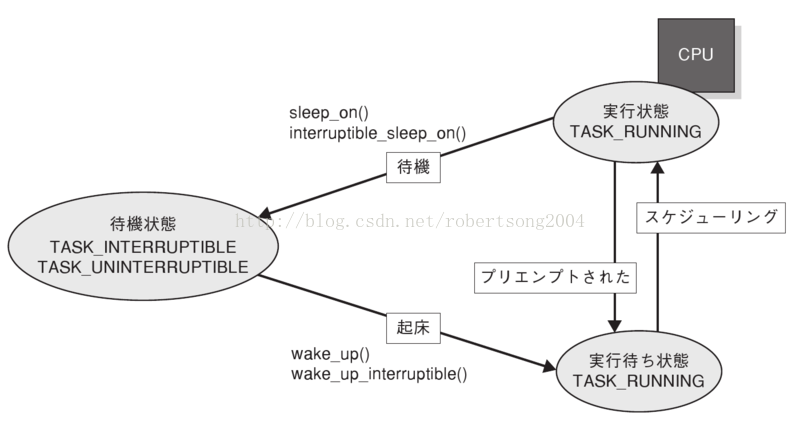 CPU
実行状態
TASK_RUNNING
sleep_on()
interruptible_sleep_on()
待機
http://blog.csdn.net/robertsong2004
待機状態
TASK_INTERRUPTIBLE
TASK_UNINTERRUPTIBLE
スケジューリング
プリエンプトされた
起床
wake_up()
wake_up_interruptible()
実行待ち状態
TASK_RUNNING